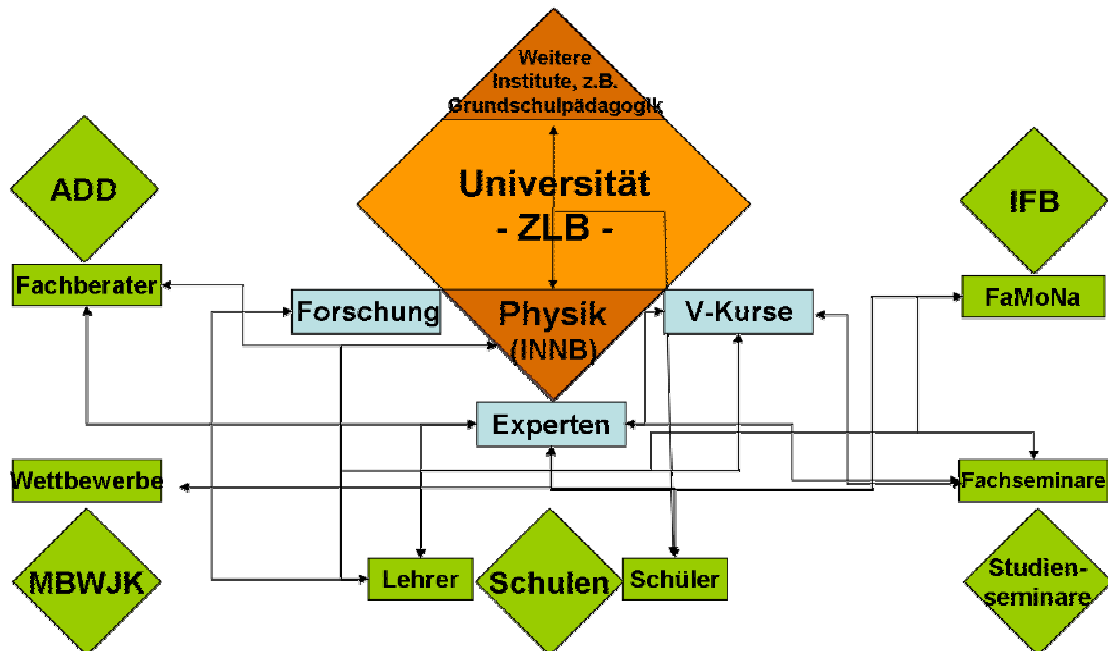 Weitere
Institute, z.B.
Grundschulpädagogik
ADD
Universität
- ZLB -
IFB
Fachberater
Forschung
Physik
(INNB)
V-Kurse
FaMoNa
Experten
Wettbewerbe
Fachseminare
MBWJK
Lehrer
Schulen
Schüler
Studien-
seminare